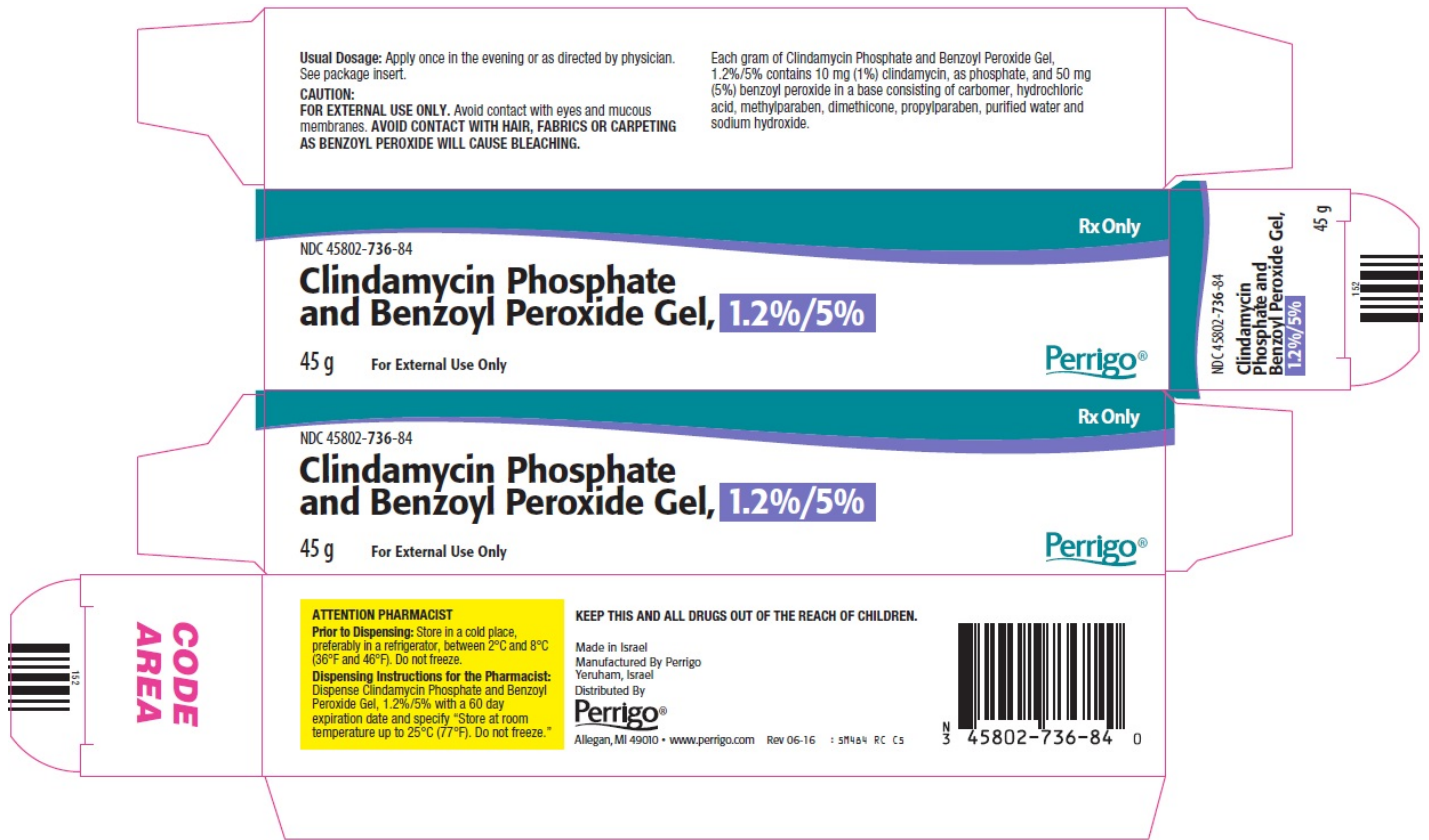 Usual Dosage: Apply once in the evening or as directed by physician.
See package insert.
CAUTION:
FOR EXTERNAL USE ONLY. Avoid contact with eyes and mucous
membranes. AVOID CONTACT WITH HAIR, FABRICS OR CARPETING
AS BENZOYL PEROXIDE WILL CAUSE BLEACHING.
Each gram of Clindamycin Phosphate and Benzoyl Peroxide Gel,
1.2%/5% contains 10 mg (1%) clindamycin, as phosphate, and 50 mg
(5%) benzoyl peroxide in a base consisting of carbomer, hydrochloric
acid, methylparaben, dimethicone, propylparaben, purified water and
sodium hydroxide.
Rx Only
NDC 45802-736-84
Clindamycin Phosphate
and Benzoyl Peroxide Gel, 1.2%/5%
45 g For External Use Only
Perrigo®
NDC 45802-736-84
Clindamycin
Phosphate and
Benzoyl Peroxide Gel,
1.2%/5%
45 g
152
Rx Only
NDC 45802-736-84
Clindamycin Phosphate
and Benzoyl Peroxide Gel, 1.2%/5%
45 g For External Use Only
Perrigo®
152
CODE
AREA
ATTENTION PHARMACIST
Prior to Dispensing: Store in a cold place,
preferably in a refrigerator, between 2°C and 8°C
(36°F and 46°F). Do not freeze.
Dispensing Instructions for the Pharmacist:
Dispense Clindamycin Phosphate and Benzoyl
Peroxide Gel, 1.2%/5% with a 60 day
expiration date and specify “Store at room
temperature up to 25°C (77°F). Do not freeze.”
KEEP THIS AND ALL DRUGS OUT OF THE REACH OF CHILDREN.
Made in Israel
Manufactured By Perrigo
Yeruham, Israel
Distributed By
Perrigo®
Allegan, MI 49010 • www.perrigo.com Rev 06-16 : 5M484 RC C5
N
3 45802-736-84 0